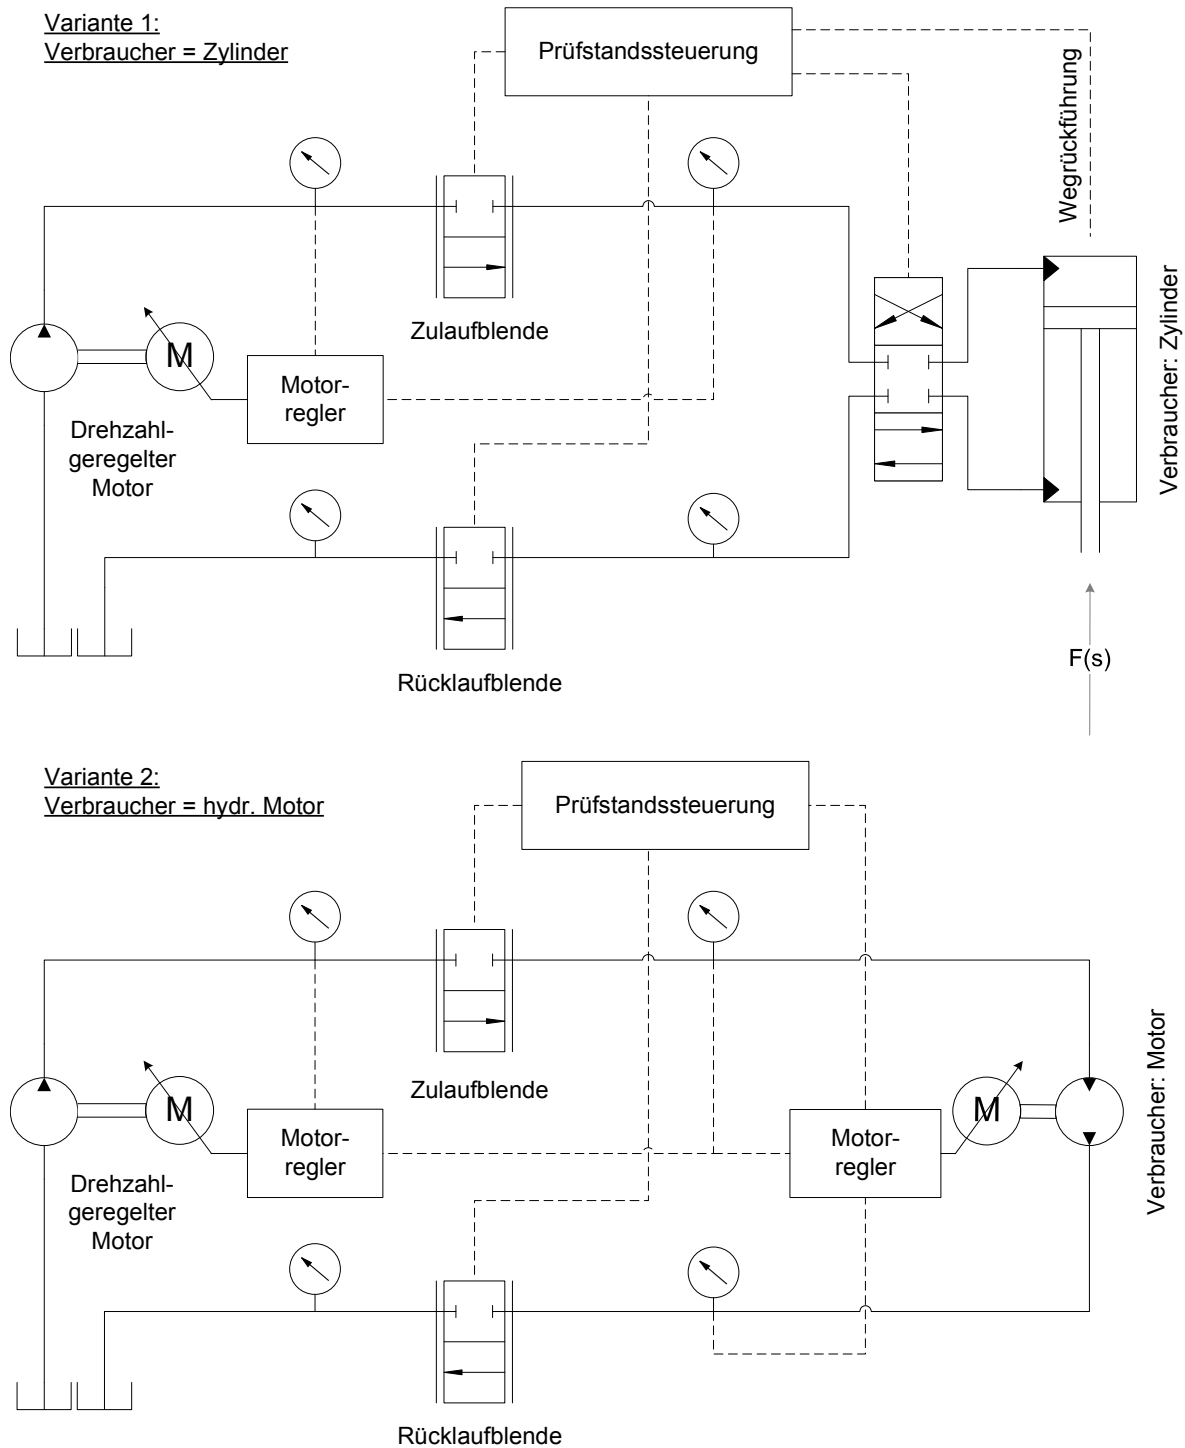 Variante 1:
Verbraucher = Zylinder
Prüfstandssteuerung
Wegrückführung
Zulaufblende
M
Motor-
regler
Drehzahl-
geregelter
Motor
Verbraucher: Zylinder
Rücklaufblende
F(s)
Variante 2:
Verbraucher = hydr. Motor
Prüfstandssteuerung
Zulaufblende
M
Motor-
regler
Motor-
regler
M
Verbraucher: Motor
Drehzahl-
geregelter
Motor
Rücklaufblende